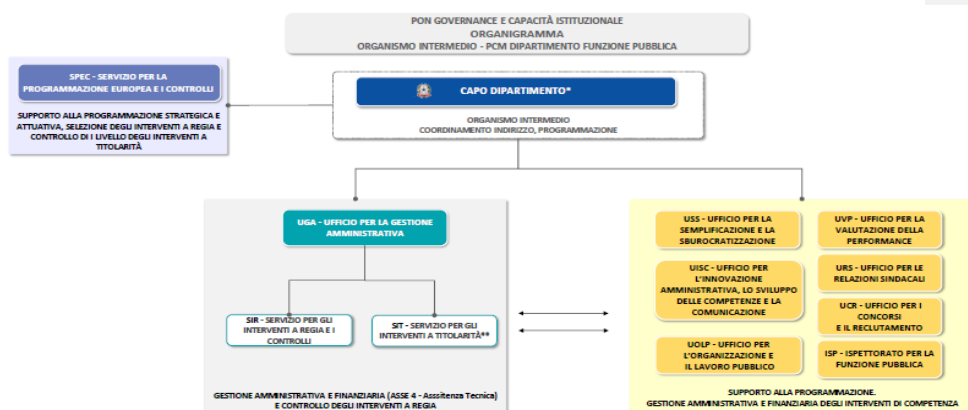 PON GOVERNANCE E CAPACITÀ ISTITUZIONALE
ORGANIGRAMMA
ORGANISMO INTERMEDIO - PCM DIPARTIMENTO FUNZIONE PUBBLICA
SPEC - SERVIZIO PER LA
PROGRAMMAZIONE EUROPEA E I CONTROLLI
SUPPORTO ALLA PROGRAMMAZIONE STRATEGICA E
ATTUATIVA, SELEZIONE DEGLI INTERVENTI A REGIA E
CONTROLLO DI I LIVELLO DEGLI INTERVENTI A
TITOLARITÀ
CAPO DIPARTIMENTO*
ORGANISMO INTERMEDIO
COORDINAMENTO INDIRIZZO, PROGRAMMAZIONE
UGA - UFFICIO PER LA GESTIONE
AMMINISTRATIVA
SIR - SERVIZIO PER GLI
INTERVENTI A REGIA E I
CONTROLLI
SIT - SERVIZIO PER GLI
INTERVENTI A TITOLARITÀ**
GESTIONE AMMINISTRATIVA E FINANZIARIA (ASSE 4 - Asssitenza Tecnica)
E CONTROLLO DEGLI INTERVENTI A REGIA
USS - UFFICIO PER LA
SEMPLIFICAZIONE E LA
SBUROCRATIZZAZIONE
UISC - UFFICIO PER
L'INNOVAZIONE
AMMINISTRATIVA, LO SVILUPPO
DELLE COMPETENZE E LA
COMUNICAZIONE
UOLP - UFFICIO PER
L'ORGANIZZAZIONE E
IL LAVORO PUBBLICO
UVP - UFFICIO PER LA
VALUTAZIONE DELLA
PERFORMANCE
URS - UFFICIO PER LE
RELAZIONI SINDACALI
UCR - UFFICIO PER I
CONCORSI
E IL RECLUTAMENTO
ISP - ISPETTORATO PER LA
FUNZIONE PUBBLICA
SUPPORTO ALLA PROGRAMMAZIONE.
GESTIONE AMMINISTRATIVA E FINANZIARIA DEGLI INTERVENTI DI COMPETENZA